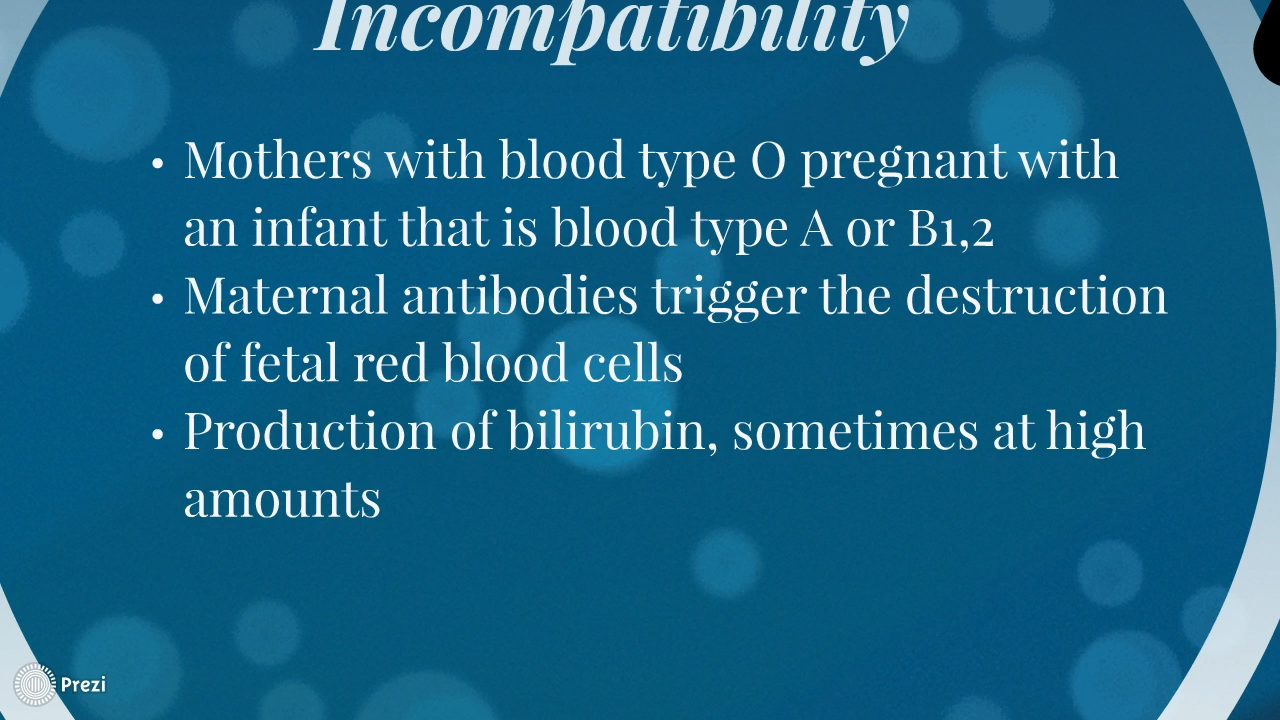 Incompatibility
• Mothers with blood type O pregnant with
an infant that is blood type A or B1,2
• Maternal antibodies trigger the destruction
of fetal red blood cells
• Production of bilirubin, sometimes at high
amounts
Prezi